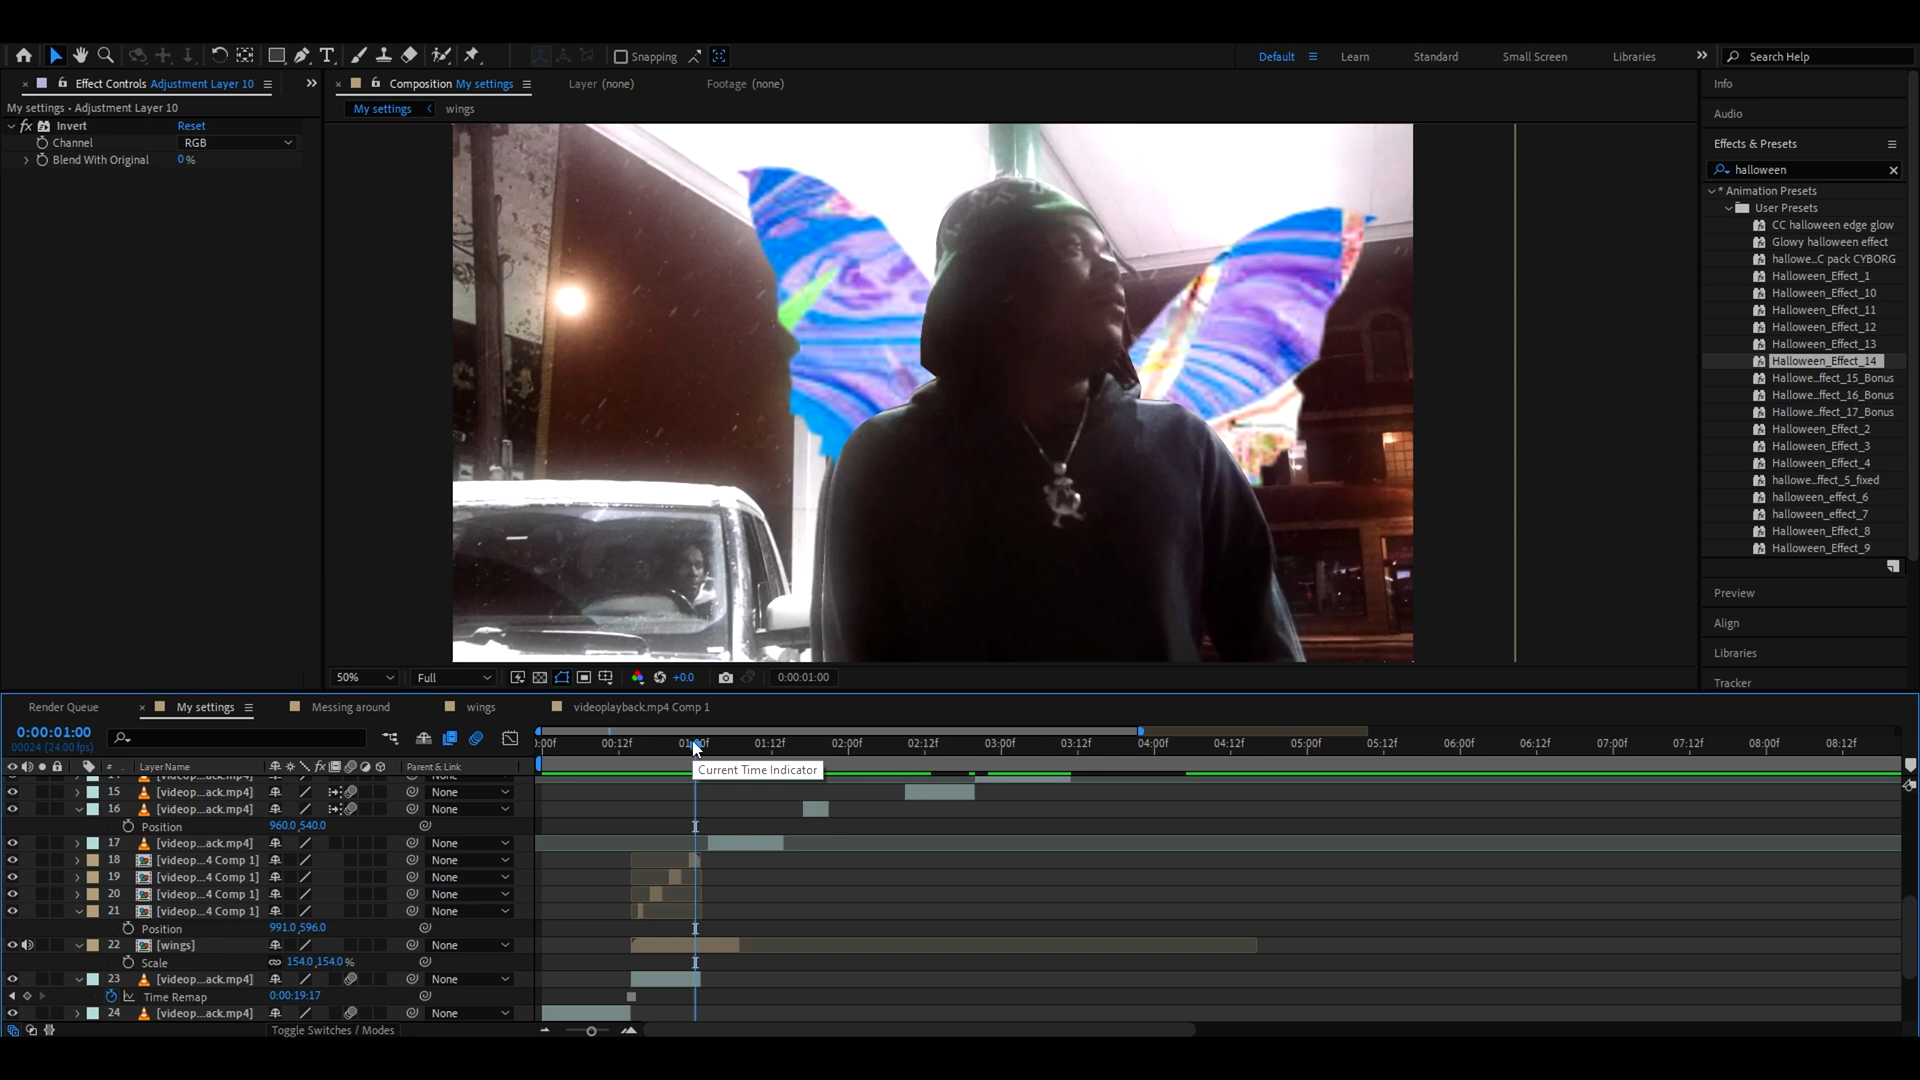 Snapping
Default
Learn
Standard
Small Screen
Libraries
Search Help
Effect Controls Adjustment Layer 10
Composition My settings
Layer (none)
Footage (none)
Info
My settings • Adjustment Layer 10
My settings
wings
Audio
fx Invert Reset
Channel RGB
Blend With Original 0 %
Effects & Presets
halloween
* Animation Presets
User Presets
CC halloween edge glow
Glowy halloween effect
hallowe...C pack CYBORG
Halloween_Effect_1
Halloween_Effect_10
Halloween_Effect_11
Halloween_Effect_12
Halloween_Effect_13
Halloween_Effect_14
Hallowe...ffect_15_Bonus
Hallowe...ffect_16_Bonus
Hallowe...ffect_17_Bonus
Halloween_Effect_2
Halloween_Effect_3
Halloween_Effect_4
hallowe...ffect_5_fixed
halloween_effect_6
halloween_effect_7
Halloween_Effect_8
Halloween_Effect_9
Preview
Align
Libraries
Tracker
50% Full +0.0 0:00:01:00
Render Queue
My settings
Messing around
wings
videoplayback.mp4 Comp 1
0:00:01:00
00024 (24.00 fps)
):00f 00:12f 01:00f 01:12f 02:00f 02:12f 03:00f 03:12f 04:00f 04:12f 05:00f 05:12f 06:00f 06:12f 07:00f 07:12f 08:00f 08:12f
# Layer Name fx Parent & Link
Current Time Indicator
15 [videop...ack.mp4] None
16 [videop...ack.mp4] None
Position 960.0,540.0
17 [videop...ack.mp4] None
18 [videop...4 Comp 1] None
19 [videop...4 Comp 1] None
20 [videop...4 Comp 1] None
21 [videop...4 Comp 1] None
Position 991.0,596.0
22 [wings] None
Scale 154.0,154.0 %
23 [videop...ack.mp4] None
Time Remap 0:00:19:17
24 [videop...ack.mp4] None
Toggle Switches / Modes